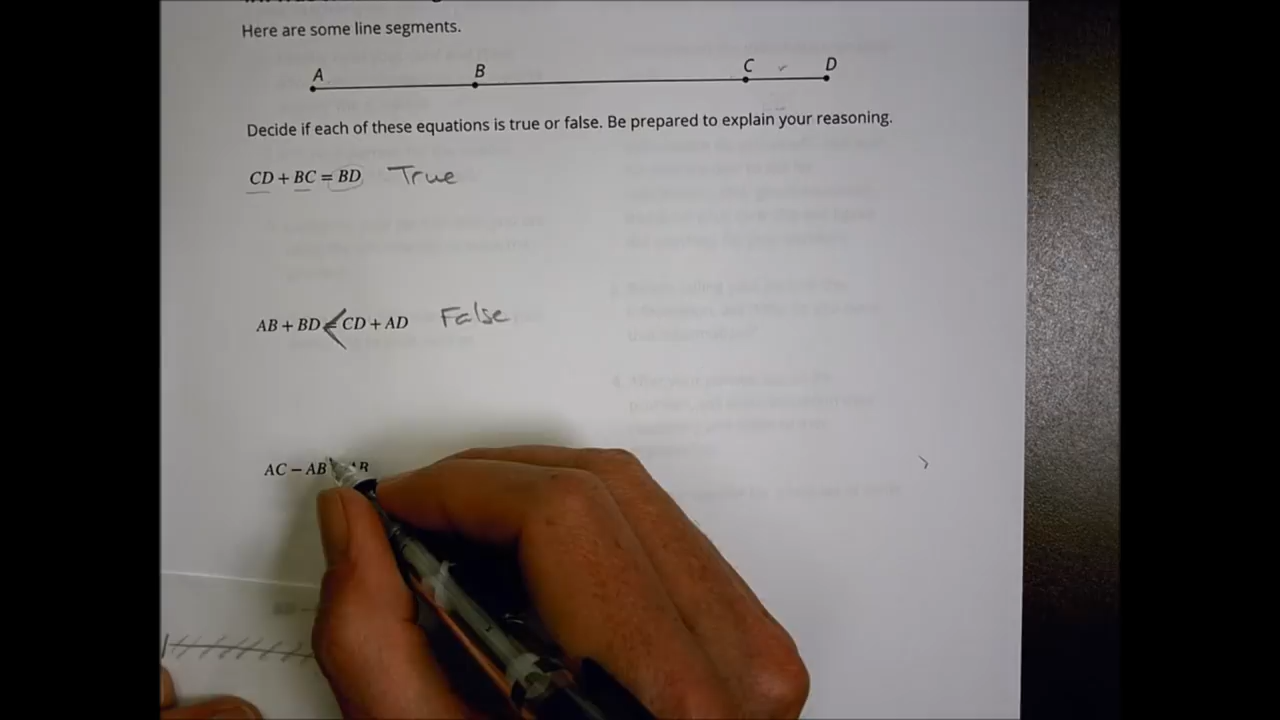 Here are some line segments.
A B C D
Decide if each of these equations is true or false. Be prepared to explain your reasoning.
CD + BC = BD True
AB + BD < CD + AD False
AC − AB AB